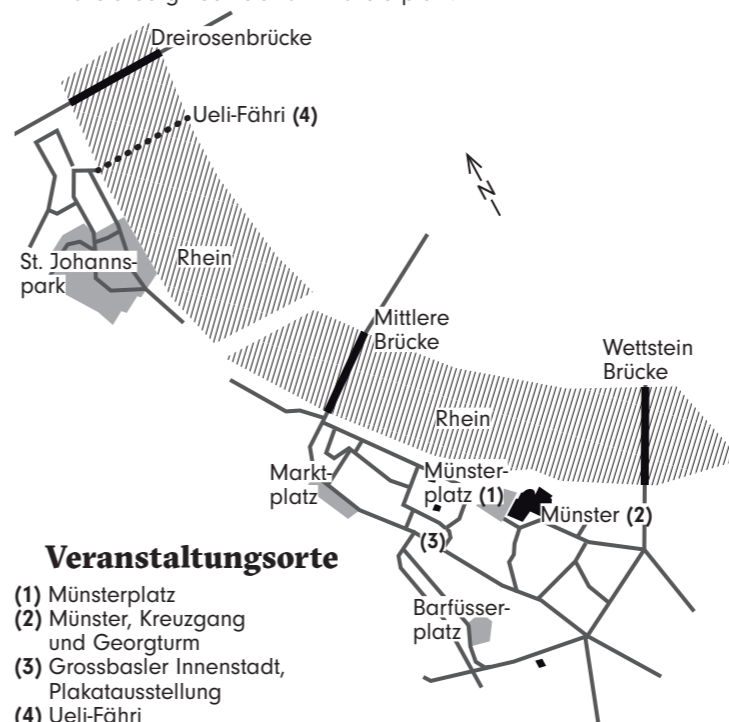 Dreirosenbrücke
Ueli-Fähri (4)
N
St. Johanns-
park
Rhein
Mittlere
Brücke
Wettstein
Brücke
Rhein
Markt-
platz
Münster-
platz (1)
Münster (2)
(3)
Barfüsser-
platz
Veranstaltungsorte
(1) Münsterplatz
(2) Münster, Kreuzgang
und Georgturm
(3) Grossbasler Innenstadt,
Plakatausstellung
(4) Ueli-Fähri